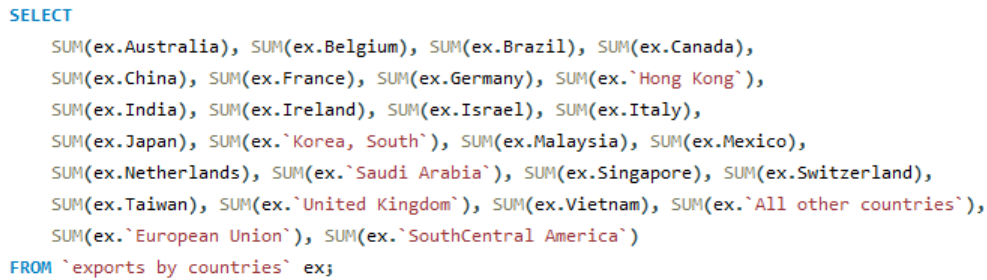 SELECT
    SUM(ex.Australia), SUM(ex.Belgium), SUM(ex.Brazil), SUM(ex.Canada),
    SUM(ex.China), SUM(ex.France), SUM(ex.Germany), SUM(ex.`Hong Kong`),
    SUM(ex.India), SUM(ex.Ireland), SUM(ex.Israel), SUM(ex.Italy),
    SUM(ex.Japan), SUM(ex.`Korea, South`), SUM(ex.Malaysia), SUM(ex.Mexico),
    SUM(ex.Netherlands), SUM(ex.`Saudi Arabia`), SUM(ex.Singapore), SUM(ex.Switzerland),
    SUM(ex.Taiwan), SUM(ex.`United Kingdom`), SUM(ex.Vietnam), SUM(ex.`All other countries`),
    SUM(ex.`European Union`), SUM(ex.`SouthCentral America`)
FROM `exports by countries` ex;